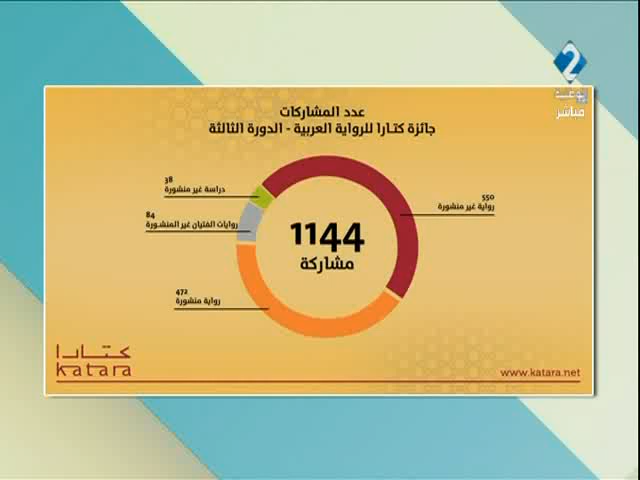 2
مباشر
عدد المشاركات
جائزة كتارا للرواية العربية - الدورة الثالثة
38
دراسة غير منشورة
84
روايات الفتيان غير المنشورة
472
رواية منشورة
550
رواية غير منشورة
1144
مشاركة
كتارا
katara
www.katara.net